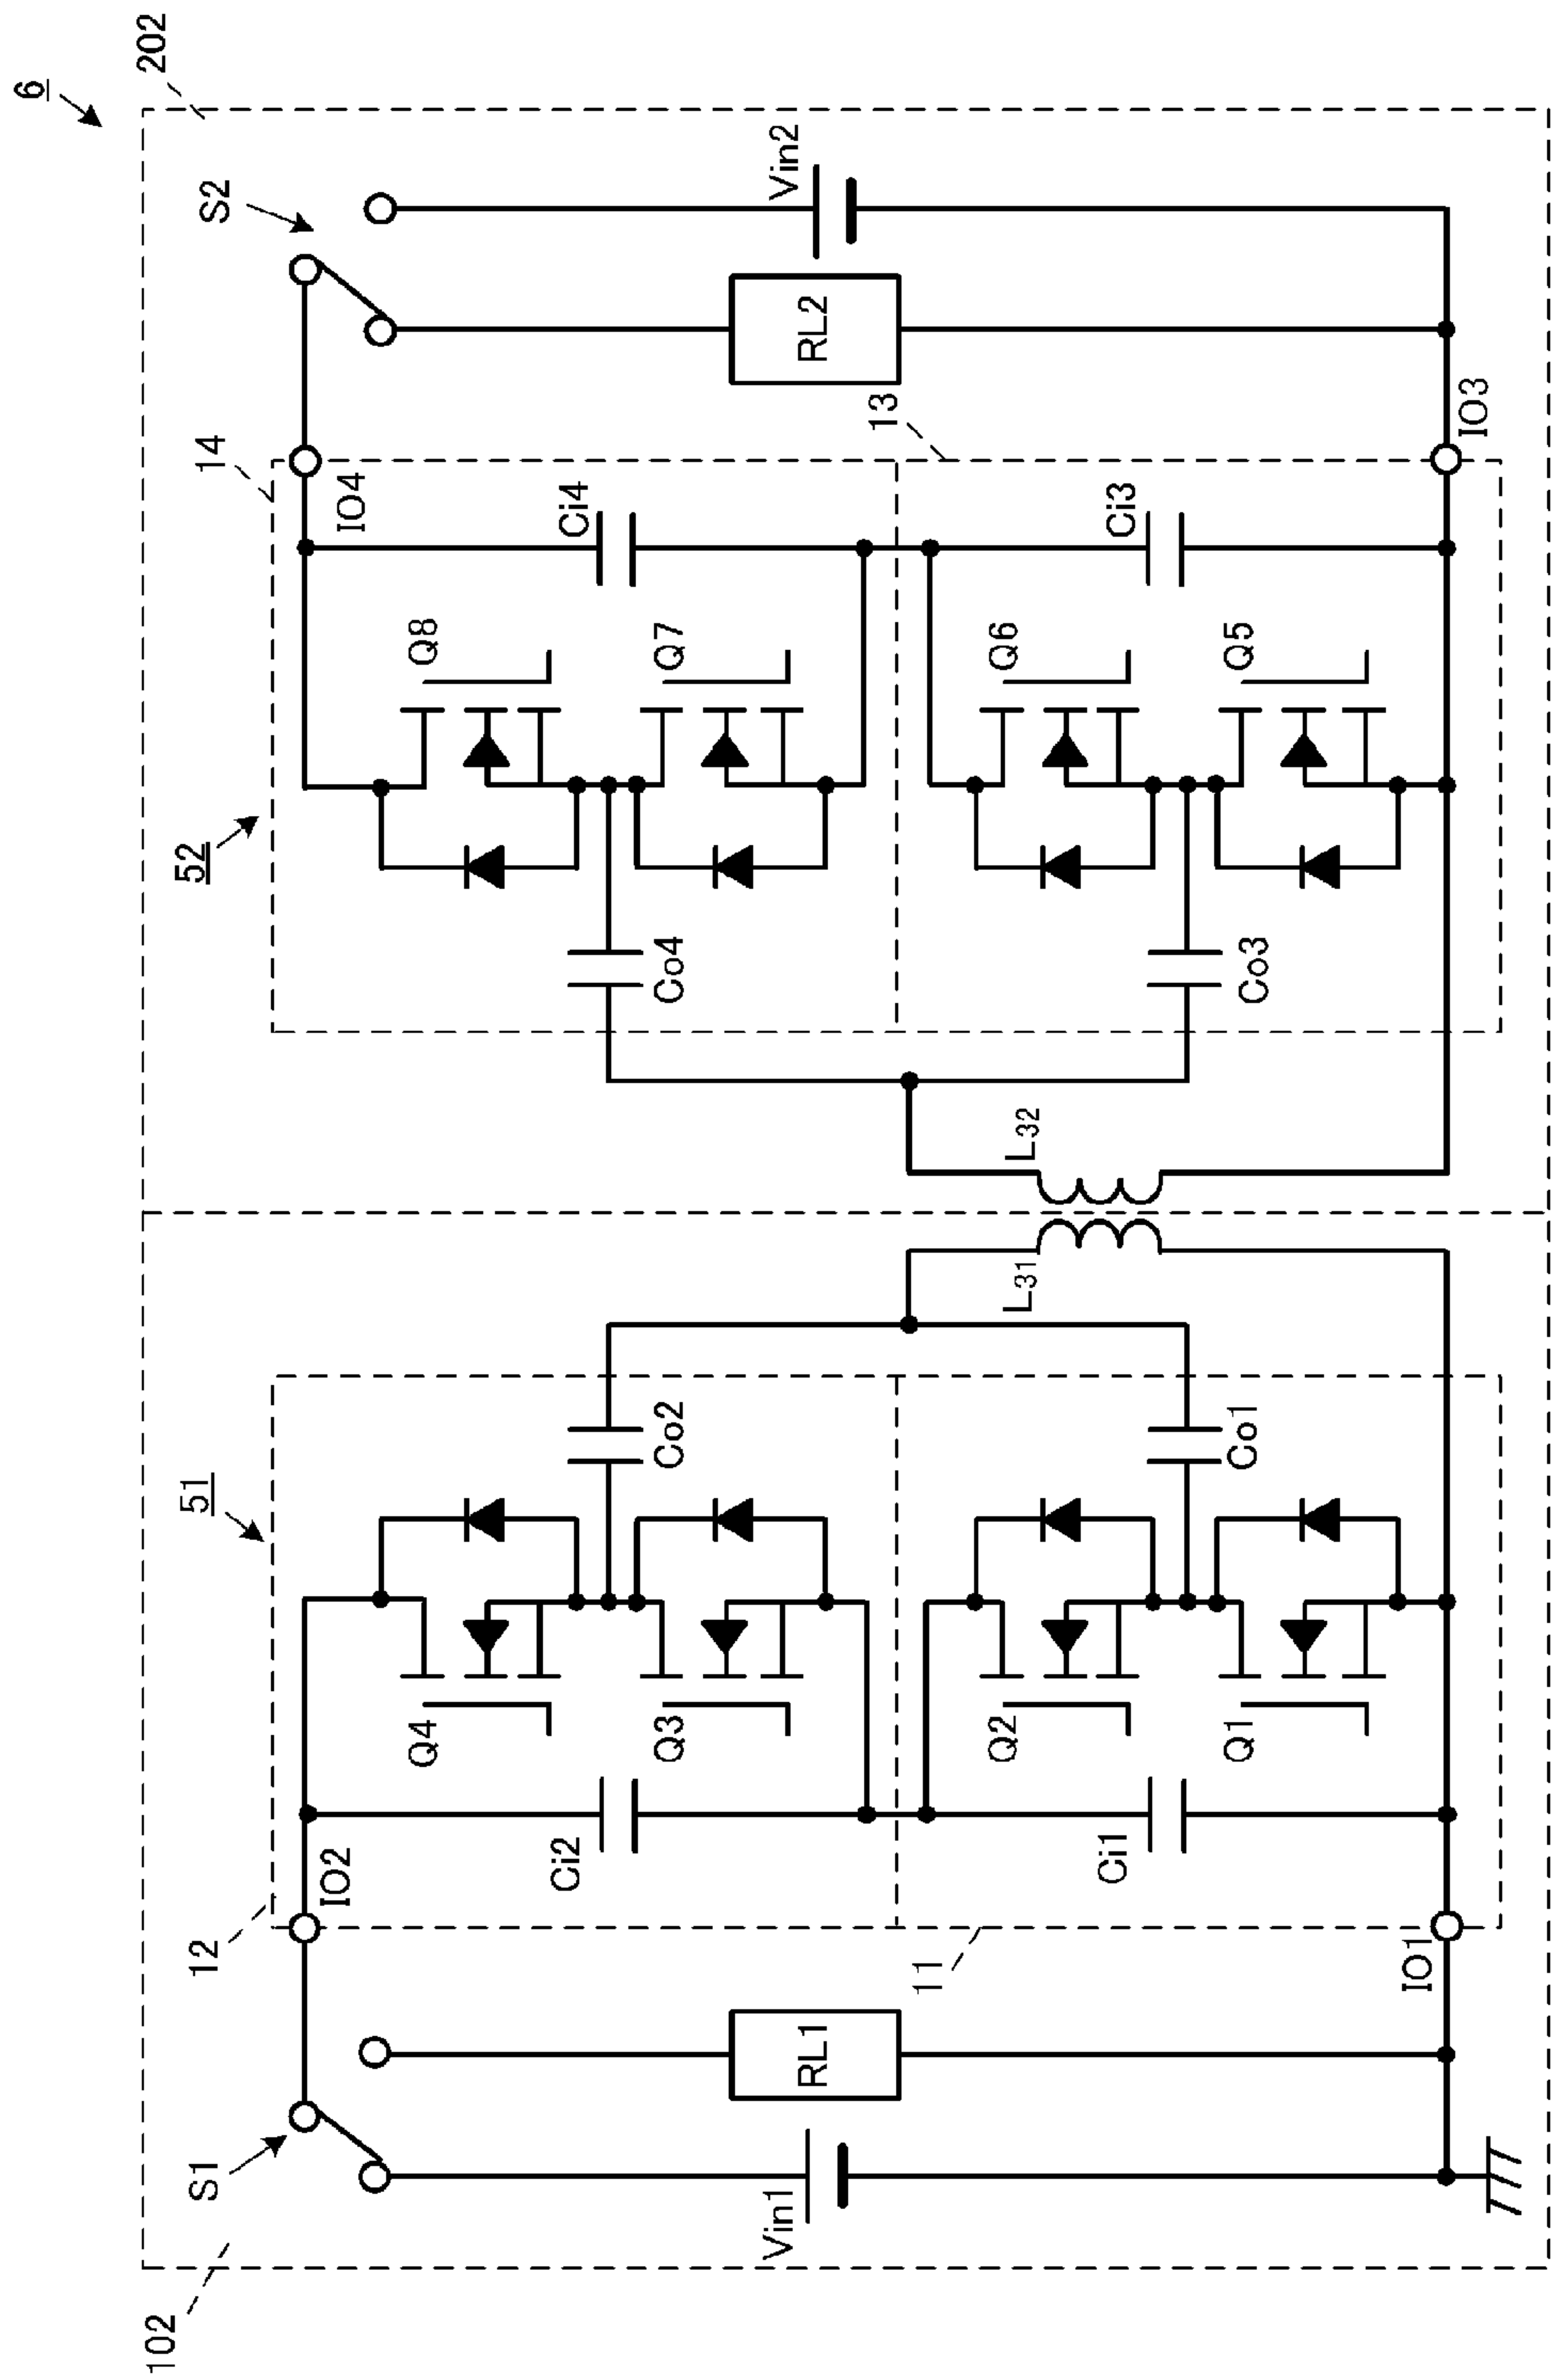 6
202
S2
Vin2
RL2
14
IO4
13
IO3
Ci4
Ci3
Q8
Q7
Q6
Q5
52
Co4
Co3
L32
L31
51
Co2
Co1
Q4
Q3
Q2
Q1
Ci2
Ci1
12
IO2
11
IO1
RL1
S1
Vin1
102